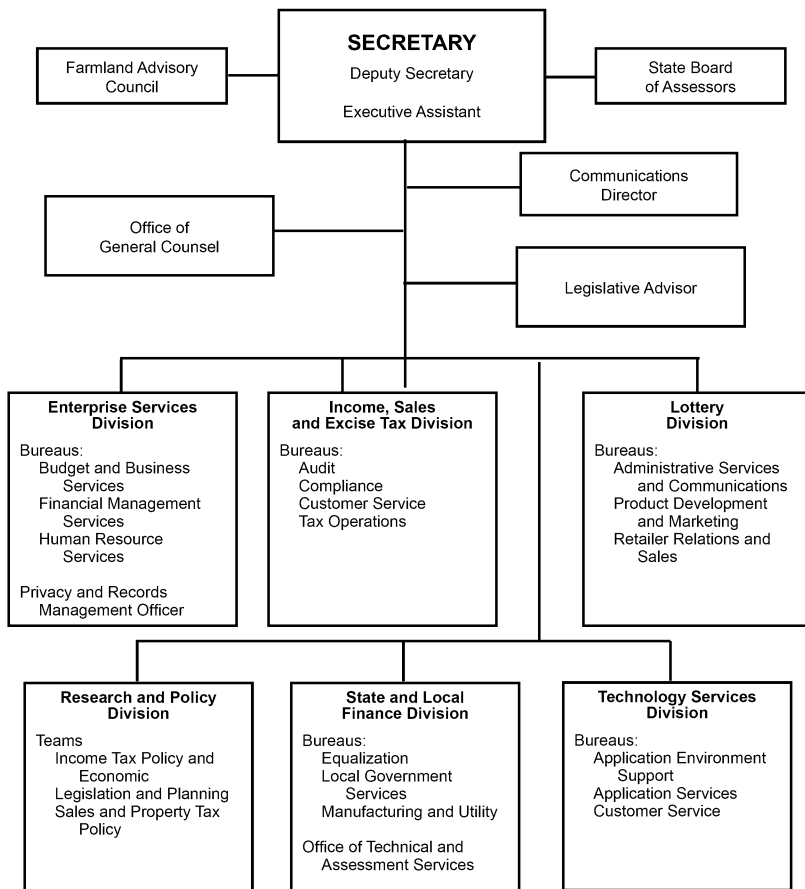 SECRETARY
Deputy Secretary
Executive Assistant
Farmland Advisory
Council
State Board
of Assessors
Communications
Director
Office of
General Counsel
Legislative Advisor
Enterprise Services
Division
Bureaus:
Budget and Business
Services
Financial Management
Services
Human Resource
Services
Privacy and Records
Management Officer
Income, Sales
and Excise Tax Division
Bureaus:
Audit
Compliance
Customer Service
Tax Operations
Lottery
Division
Bureaus:
Administrative Services
and Communications
Product Development
and Marketing
Retailer Relations and
Sales
Research and Policy
Division
Teams
Income Tax Policy and
Economic
Legislation and Planning
Sales and Property Tax
Policy
State and Local
Finance Division
Bureaus:
Equalization
Local Government
Services
Manufacturing and Utility
Office of Technical and
Assessment Services
Technology Services
Division
Bureaus:
Application Environment
Support
Application Services
Customer Service